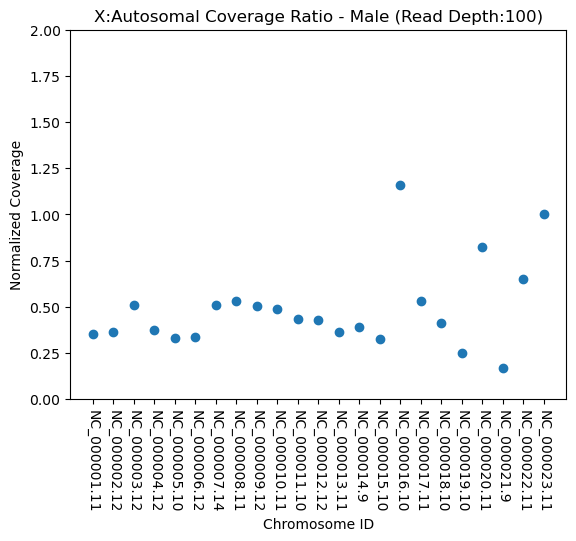 X:Autosomal Coverage Ratio - Male (Read Depth:100)
2.00
1.75
1.50
1.25
1.00
0.75
0.50
0.25
0.00
Normalized Coverage
NC_000001.11
NC_000002.12
NC_000003.12
NC_000004.12
NC_000005.10
NC_000006.12
NC_000007.14
NC_000008.11
NC_000009.12
NC_000010.11
NC_000011.10
NC_000012.12
NC_000013.11
NC_000014.9
NC_000015.10
NC_000016.10
NC_000017.11
NC_000018.10
NC_000019.10
NC_000020.11
NC_000021.9
NC_000022.11
NC_000023.11
Chromosome ID